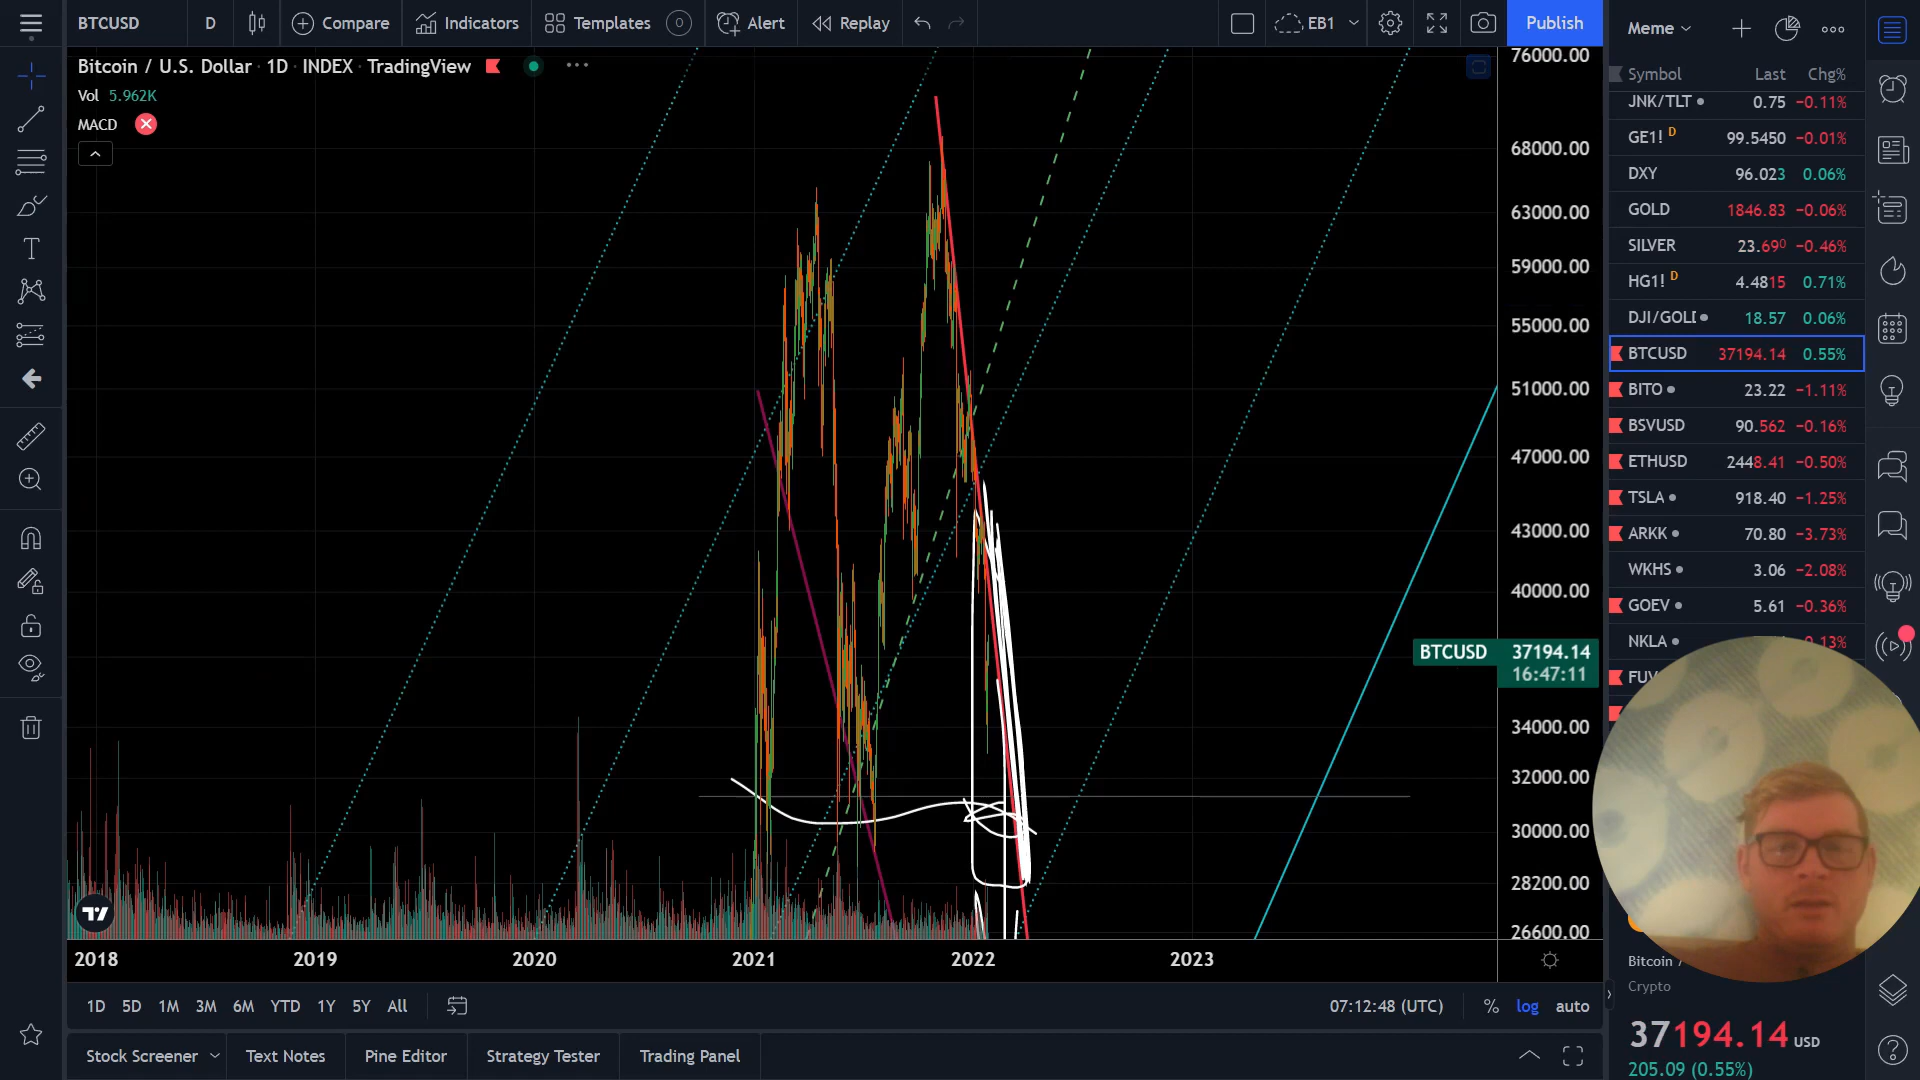 BTCUSD D Compare Indicators Templates Alert Replay EB1 Publish
Bitcoin / U.S. Dollar · 1D · INDEX · TradingView
Vol 5.962K
MACD
76000.00
68000.00
63000.00
59000.00
55000.00
51000.00
47000.00
43000.00
40000.00
BTCUSD 37194.14
16:47:11
34000.00
32000.00
30000.00
28200.00
26600.00
2018 2019 2020 2021 2022 2023
1D 5D 1M 3M 6M YTD 1Y 5Y All
07:12:48 (UTC) % log auto
Stock Screener Text Notes Pine Editor Strategy Tester Trading Panel
Meme
Symbol Last Chg%
JNK/TLT 0.75 −0.11%
GE1! D 99.5450 −0.01%
DXY 96.023 0.06%
GOLD 1846.83 −0.06%
SILVER 23.690 −0.46%
HG1! D 4.4815 0.71%
DJI/GOLD 18.57 0.06%
BTCUSD 37194.14 0.55%
BITO 23.22 −1.11%
BSVUSD 90.562 −0.16%
ETHUSD 2448.41 −0.50%
TSLA 918.40 −1.25%
ARKK 70.80 −3.73%
WKHS 3.06 −2.08%
GOEV 5.61 −0.36%
NKLA
Bitcoin /
Crypto
37194.14 USD
205.09 (0.55%)